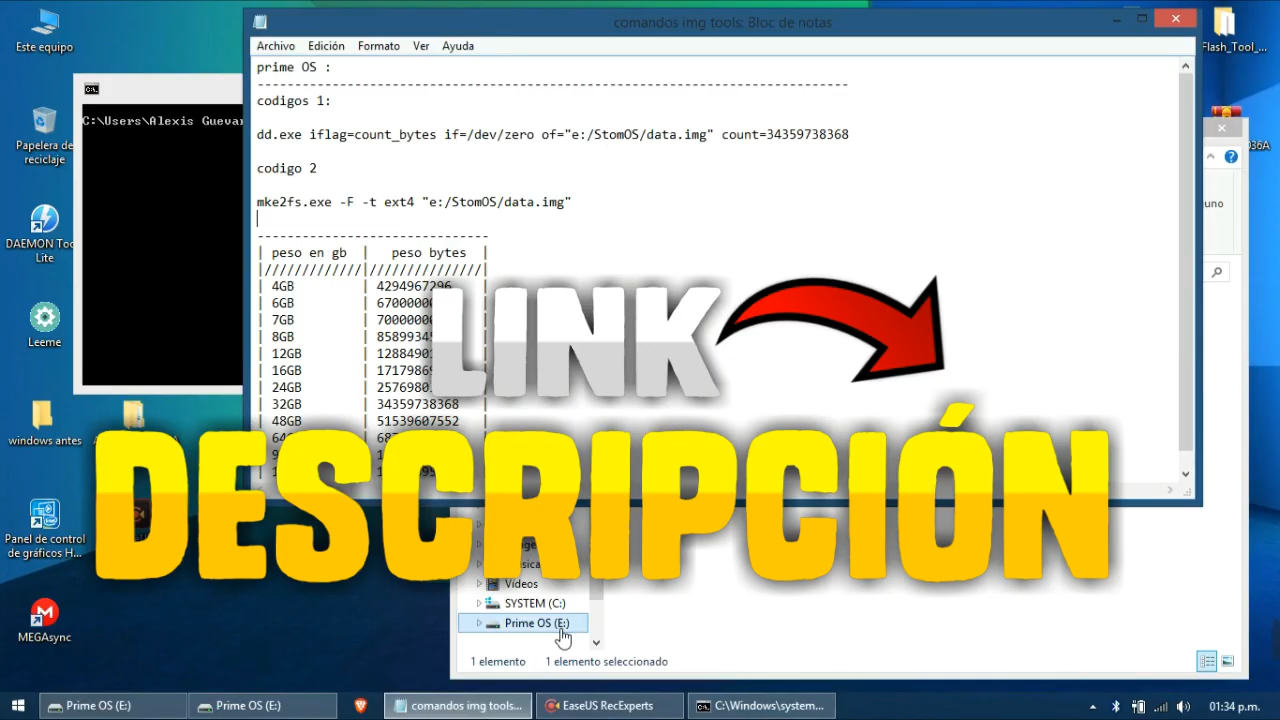 Este equipo
Papelera de
reciclaje
DAEMON Too
Lite
Leeme
windows antes
Panel de control
de gráficos H...
MEGAsync
Flash_Tool_...
036A
C:\Users\Alexis Guevar
comandos img tools: Bloc de notas
Archivo Edición Formato Ver Ayuda
prime OS :
-------------------------------------------------------------------------------
codigos 1:
dd.exe iflag=count_bytes if=/dev/zero of="e:/StomOS/data.img" count=34359738368
codigo 2
mke2fs.exe -F -t ext4 "e:/StomOS/data.img"
-------------------------------
| peso en gb | peso bytes |
|/////////////|///////////////|
| 4GB | 4294967296
| 6GB
| 7GB
| 8GB
| 12GB
| 16GB
| 24GB
| 32GB | 34359738368
| 48GB | 51539607552
LINK
DESCRIPCIÓN
uno
Vídeos
SYSTEM (C:)
Prime OS (E:)
1 elemento 1 elemento seleccionado
Prime OS (E:) Prime OS (E:) comandos img tools... EaseUS RecExperts C:\Windows\system... 01:34 p.m.